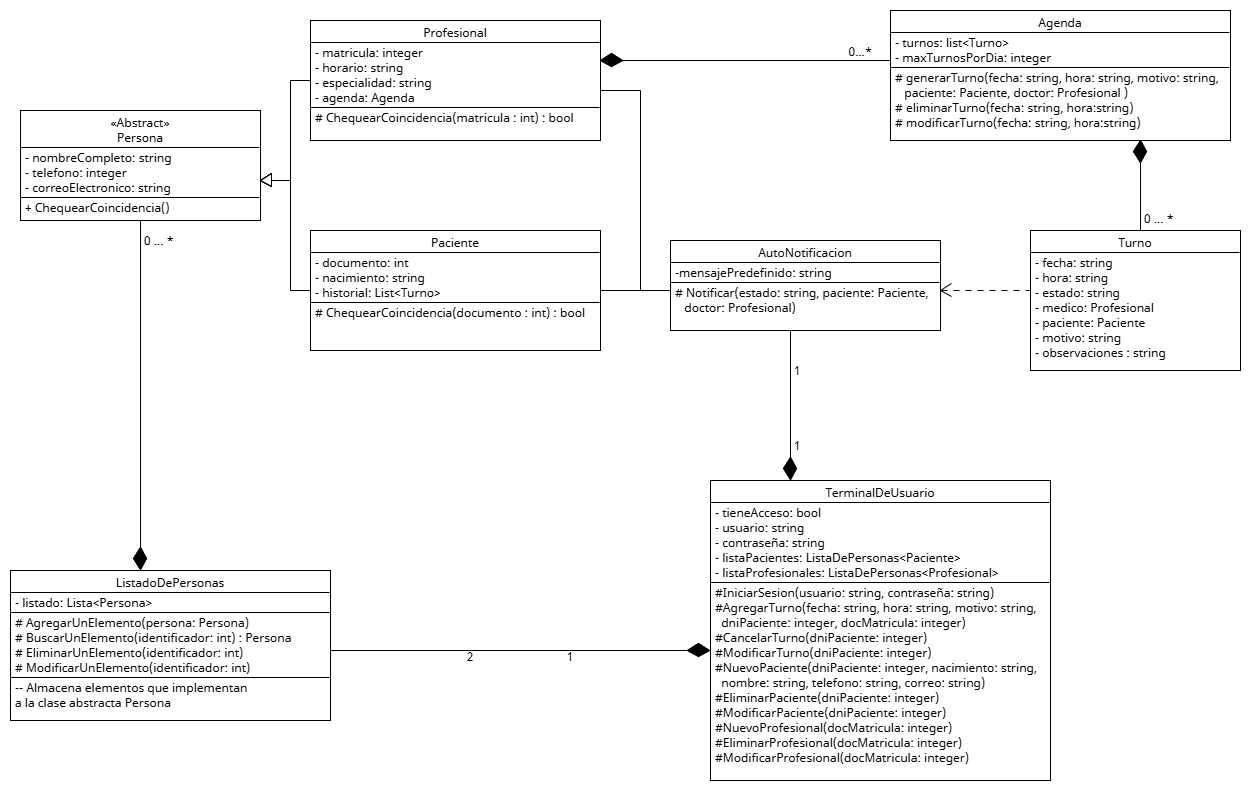 Profesional
- matricula: integer
- horario: string
- especialidad: string
- agenda: Agenda
# ChequearCoincidencia(matricula : int) : bool
0...*
Agenda
- turnos: list<Turno>
- maxTurnosPorDia: integer
# generarTurno(fecha: string, hora: string, motivo: string,
paciente: Paciente, doctor: Profesional )
# eliminarTurno(fecha: string, hora:string)
# modificarTurno(fecha: string, hora:string)
«Abstract»
Persona
- nombreCompleto: string
- telefono: integer
- correoElectronico: string
+ ChequearCoincidencia()
0 ... *
Paciente
- documento: int
- nacimiento: string
- historial: List<Turno>
# ChequearCoincidencia(documento : int) : bool
AutoNotificacion
-mensajePredefinido: string
# Notificar(estado: string, paciente: Paciente,
doctor: Profesional)
0 ... *
Turno
- fecha: string
- hora: string
- estado: string
- medico: Profesional
- paciente: Paciente
- motivo: string
- observaciones : string
1
1
TerminalDeUsuario
- tieneAcceso: bool
- usuario: string
- contraseña: string
- listaPacientes: ListaDePersonas<Paciente>
- listaProfesionales: ListaDePersonas<Profesional>
#IniciarSesion(usuario: string, contraseña: string)
#AgregarTurno(fecha: string, hora: string, motivo: string,
dniPaciente: integer, docMatricula: integer)
#CancelarTurno(dniPaciente: integer)
#ModificarTurno(dniPaciente: integer)
#NuevoPaciente(dniPaciente: integer, nacimiento: string,
nombre: string, telefono: string, correo: string)
#EliminarPaciente(dniPaciente: integer)
#ModificarPaciente(dniPaciente: integer)
#NuevoProfesional(docMatricula: integer)
#EliminarProfesional(docMatricula: integer)
#ModificarProfesional(docMatricula: integer)
ListadoDePersonas
- listado: Lista<Persona>
# AgregarUnElemento(persona: Persona)
# BuscarUnElemento(identificador: int) : Persona
# EliminarUnElemento(identificador: int)
# ModificarUnElemento(identificador: int)
-- Almacena elementos que implementan
a la clase abstracta Persona
2
1